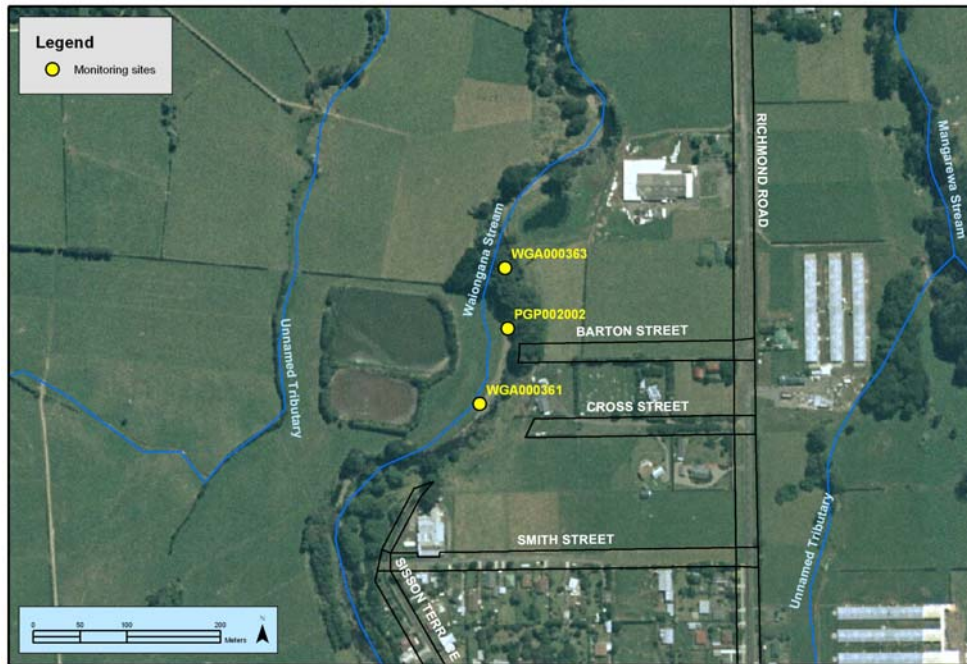 Legend
Monitoring sites
RICHMOND ROAD
Mangarewa Stream
Waiongana Stream
WGA000363
PGP002002
BARTON STREET
Unnamed Tributary
WGA000361
CROSS STREET
SMITH STREET
SISSON TERRACE
Unnamed Tributary
0 50 100 200
Meters
N